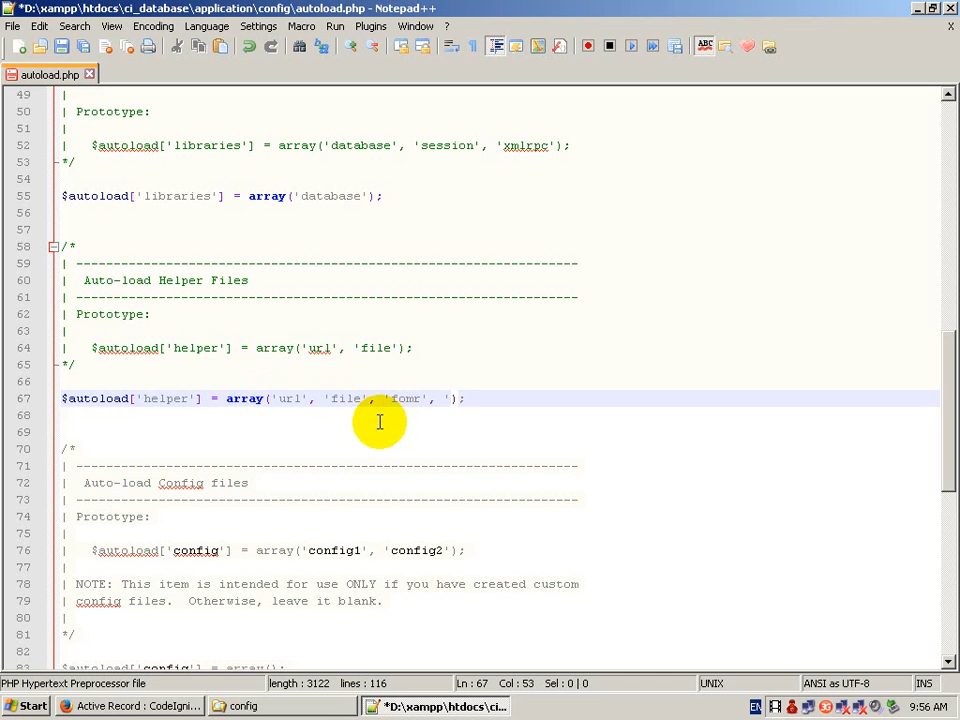 *D:\xampp\htdocs\ci_database\application\config\autoload.php - Notepad++
File Edit Search View Encoding Language Settings Macro Run Plugins Window ? X
autoload.php
49 |
50 | Prototype:
51 |
52 | $autoload['libraries'] = array('database', 'session', 'xmlrpc');
53 */
54
55 $autoload['libraries'] = array('database');
56
57
58 /*
59 | -------------------------------------------------------------------
60 | Auto-load Helper Files
61 | -------------------------------------------------------------------
62 | Prototype:
63 |
64 | $autoload['helper'] = array('url', 'file');
65 */
66
67 $autoload['helper'] = array('url', 'file', 'fomr', ');
68
69
70 /*
71 | -------------------------------------------------------------------
72 | Auto-load Config files
73 | -------------------------------------------------------------------
74 | Prototype:
75 |
76 | $autoload['config'] = array('config1', 'config2');
77 |
78 | NOTE: This item is intended for use ONLY if you have created custom
79 | config files.  Otherwise, leave it blank.
80 |
81 */
82
83 $autoload['config'] = array();
PHP Hypertext Preprocessor file length : 3122 lines : 116 Ln : 67 Col : 53 Sel : 0 | 0 UNIX ANSI as UTF-8 INS
Start Active Record : CodeIgni... config *D:\xampp\htdocs\ci... EN 9:56 AM